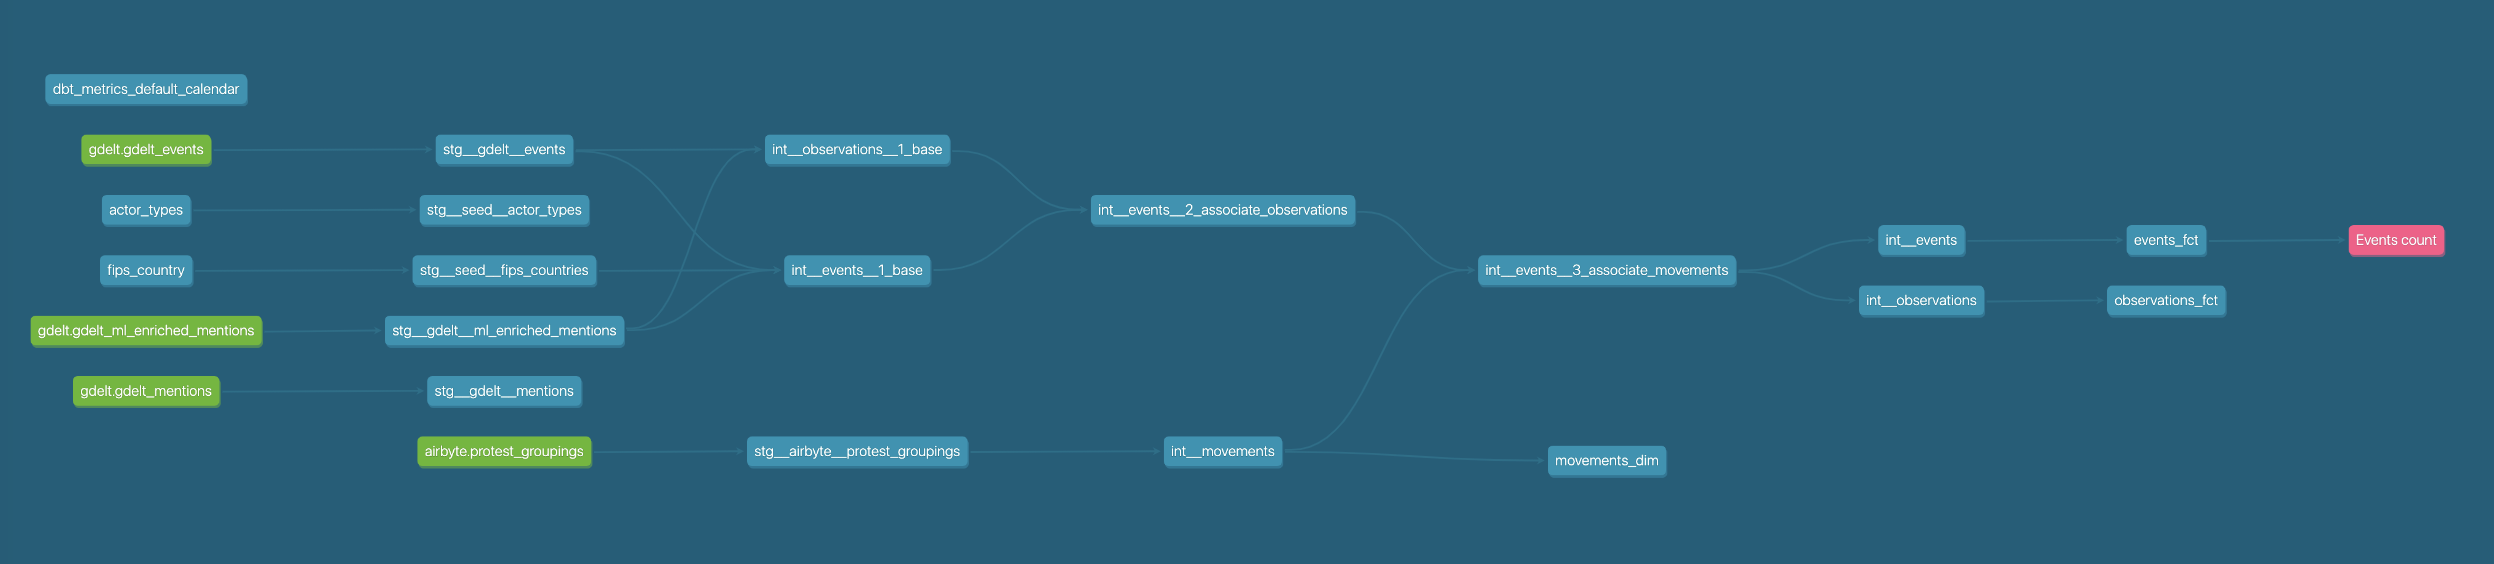 dbt_metrics_default_calendar
gdelt.gdelt_events
stg__gdelt__events
int__observations__1_base
actor_types
stg__seed__actor_types
int__events__2_associate_observations
int__events
events_fct
Events count
fips_country
stg__seed__fips_countries
int__events__1_base
int__events__3_associate_movements
int__observations
observations_fct
gdelt.gdelt_ml_enriched_mentions
stg__gdelt__ml_enriched_mentions
gdelt.gdelt_mentions
stg__gdelt__mentions
airbyte.protest_groupings
stg__airbyte__protest_groupings
int__movements
movements_dim